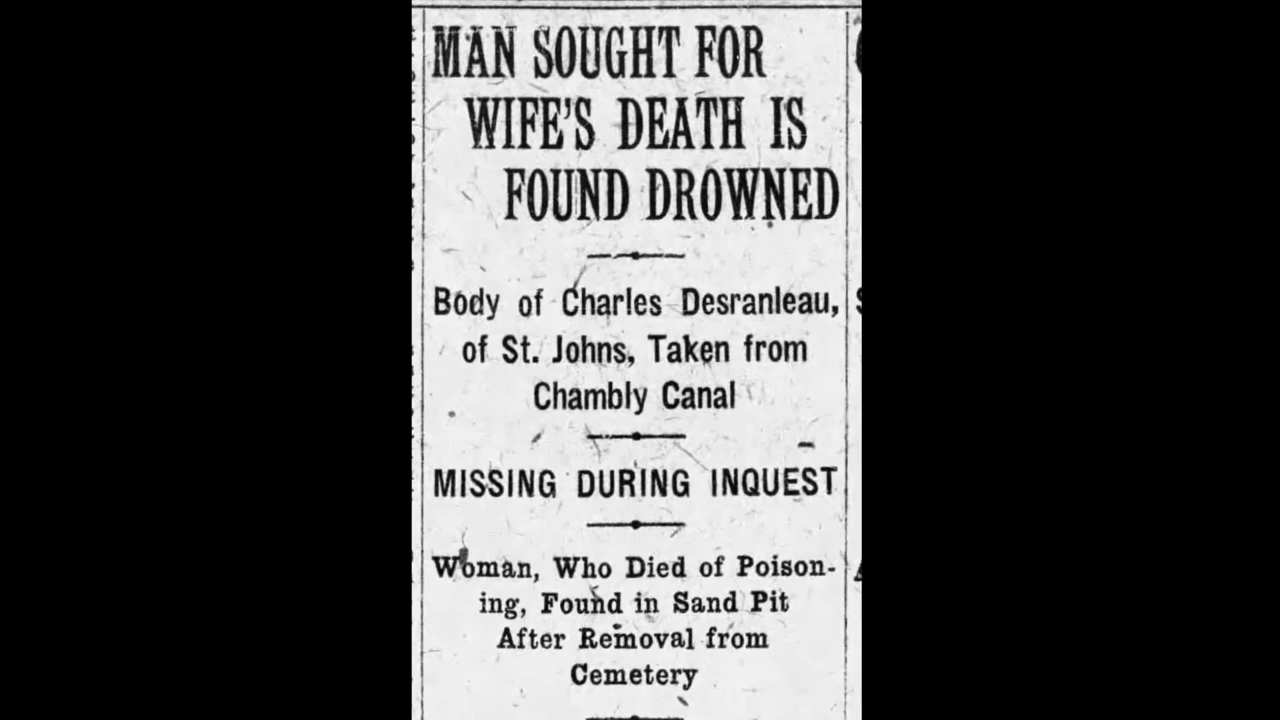 MAN SOUGHT FOR
WIFE'S DEATH IS
FOUND DROWNED
Body of Charles Desranleau,
of St. Johns, Taken from
Chambly Canal
MISSING DURING INQUEST
Woman, Who Died of Poison-
ing, Found in Sand Pit
After Removal from
Cemetery